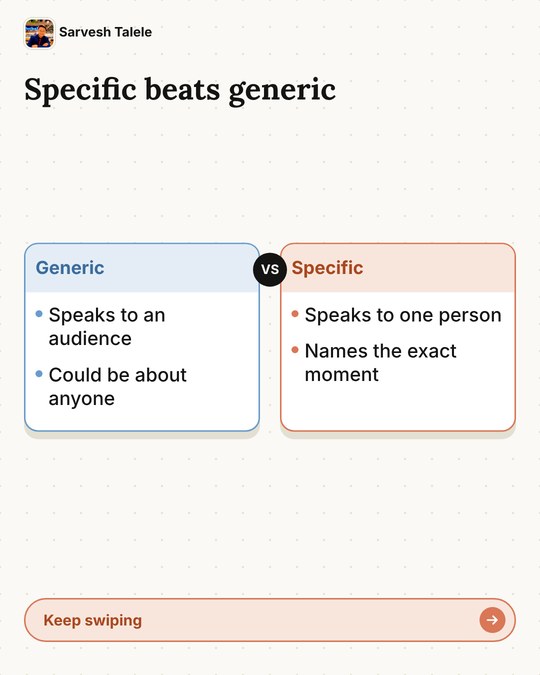 Sarvesh Talele
Specific beats generic
Generic
Speaks to an
audience
Could be about
anyone
VS
Specific
Speaks to one person
Names the exact
moment
Keep swiping